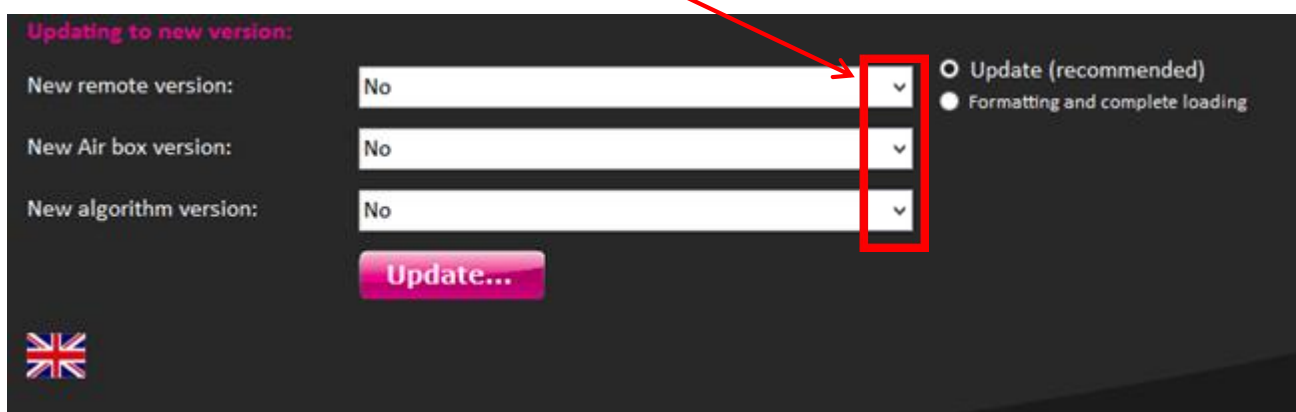 Updating to new version:
New remote version:
No
Update (recommended)
Formatting and complete loading
New Air box version:
No
New algorithm version:
No
Update...